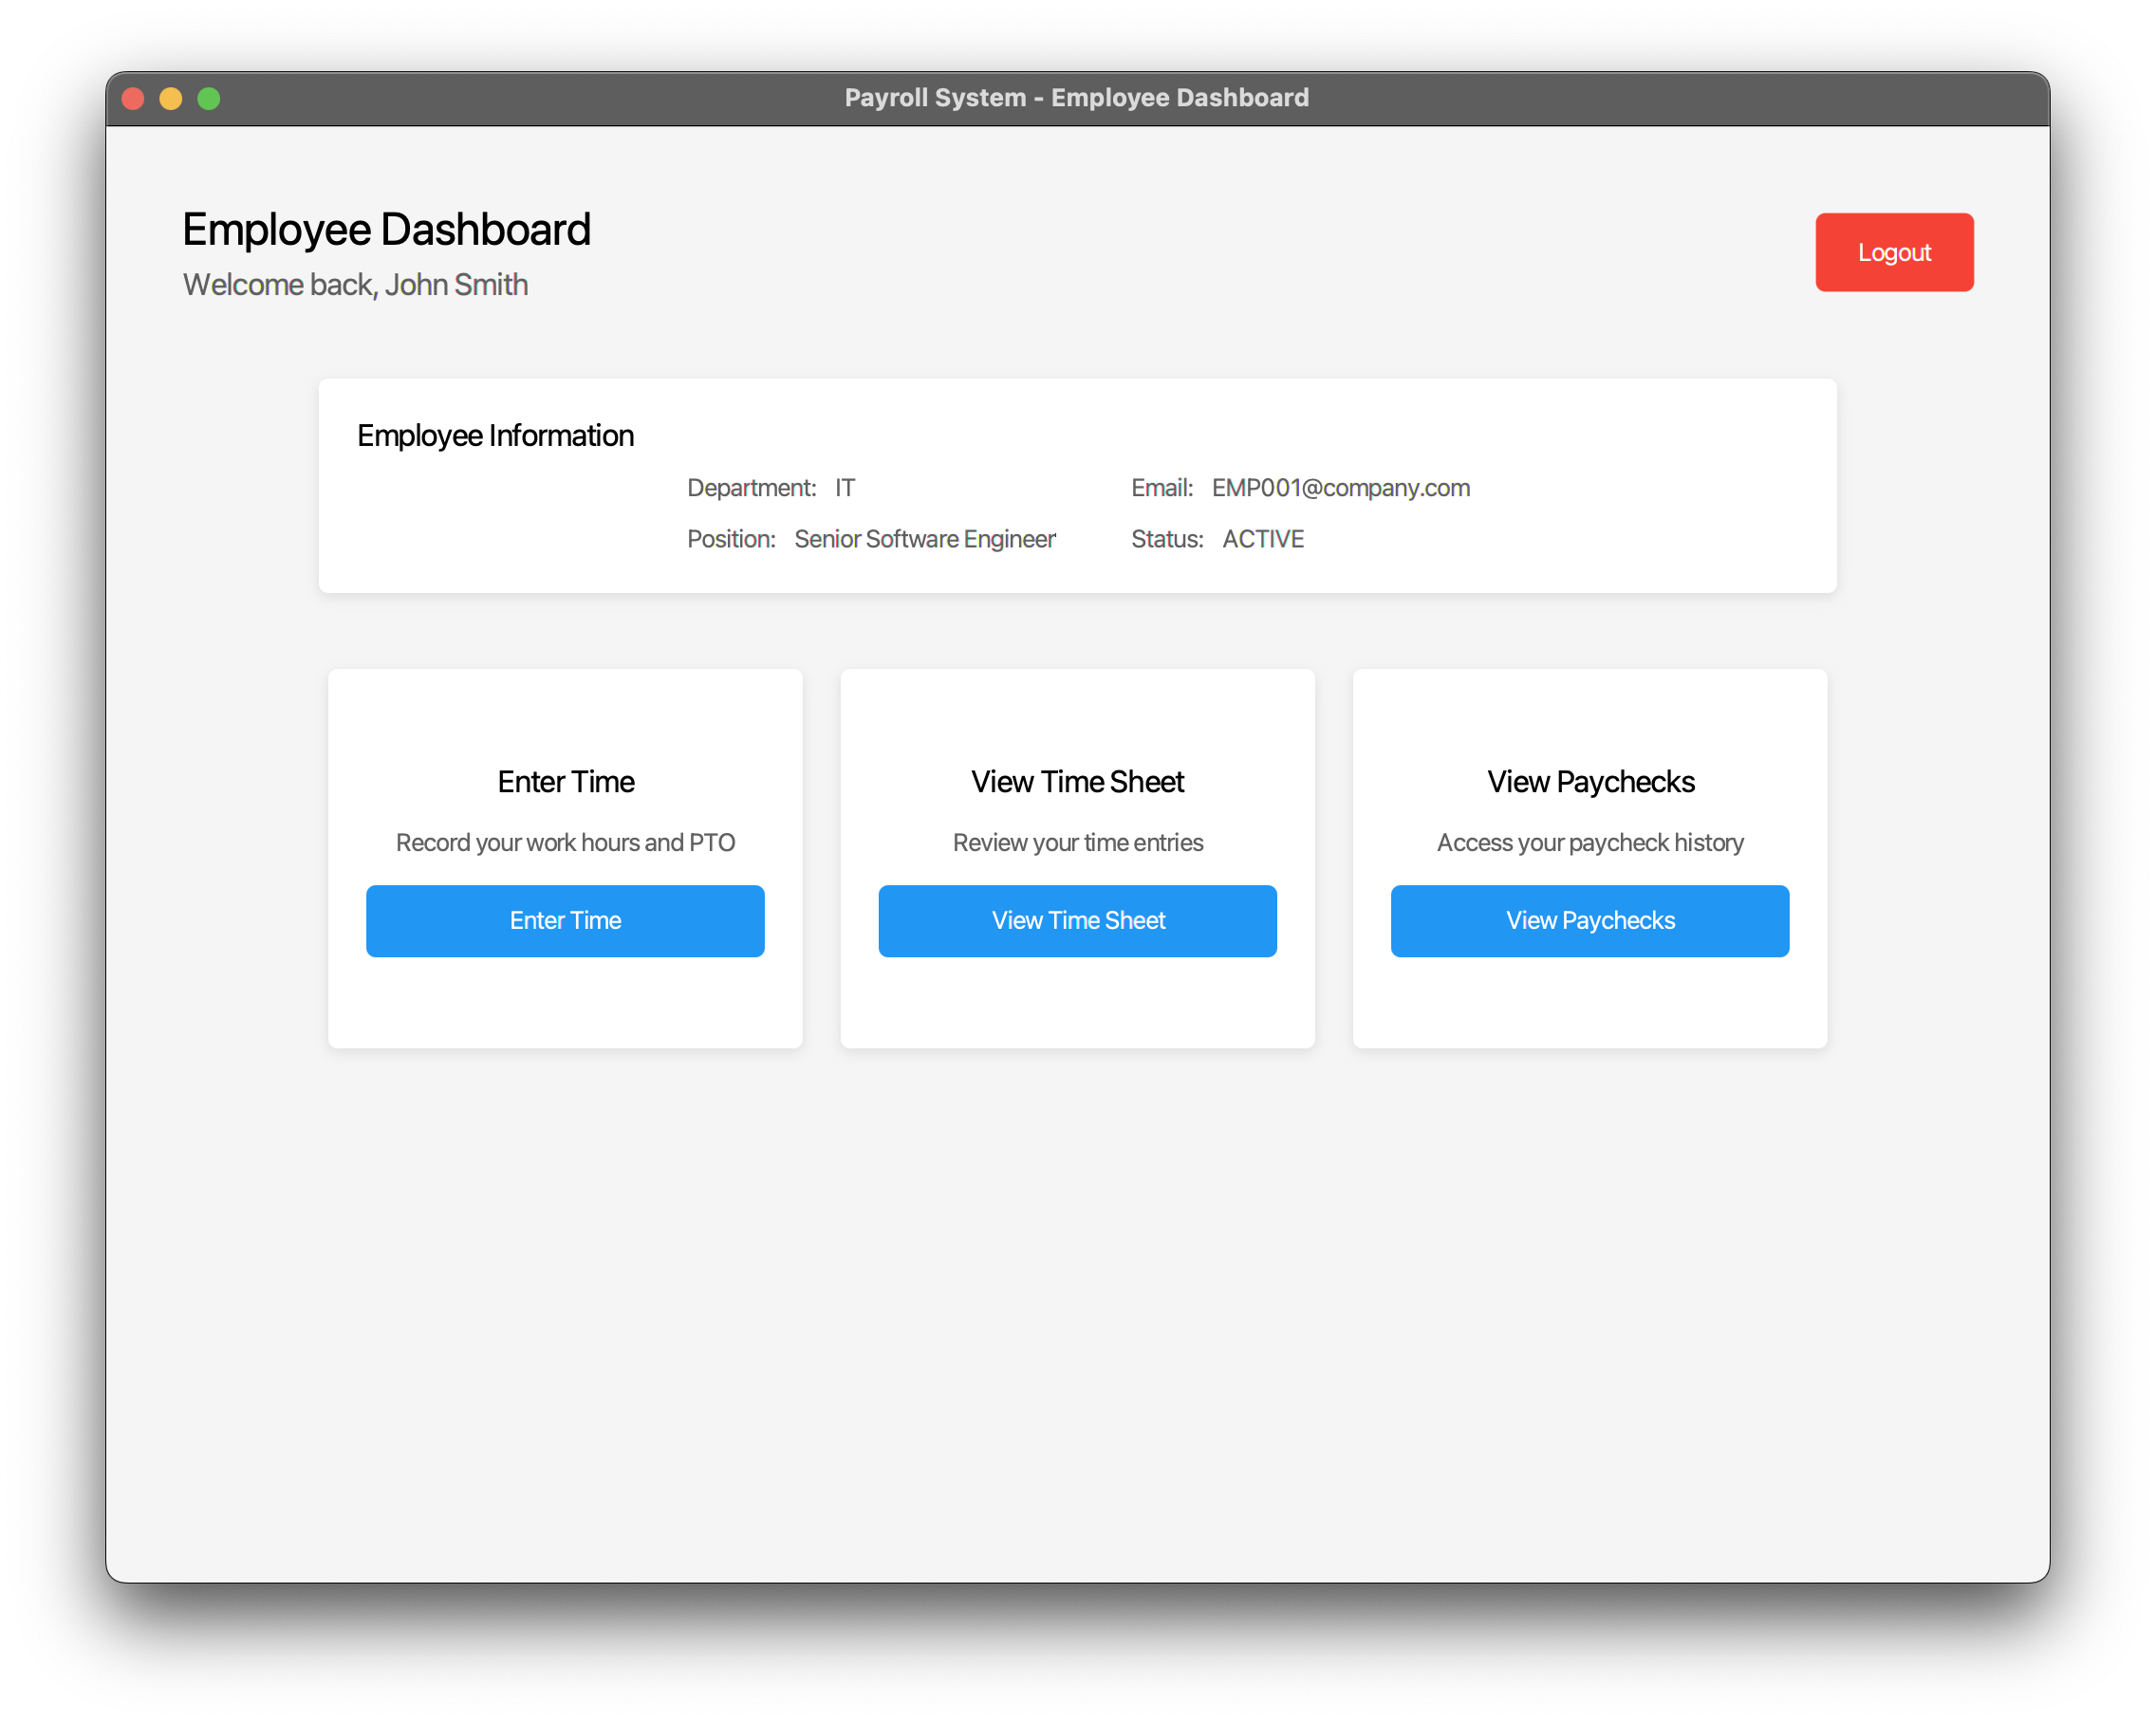 Payroll System - Employee Dashboard
Employee Dashboard
Welcome back, John Smith
Logout
Employee Information
Department: IT
Email: EMP001@company.com
Position: Senior Software Engineer
Status: ACTIVE
Enter Time
Record your work hours and PTO
Enter Time
View Time Sheet
Review your time entries
View Time Sheet
View Paychecks
Access your paycheck history
View Paychecks